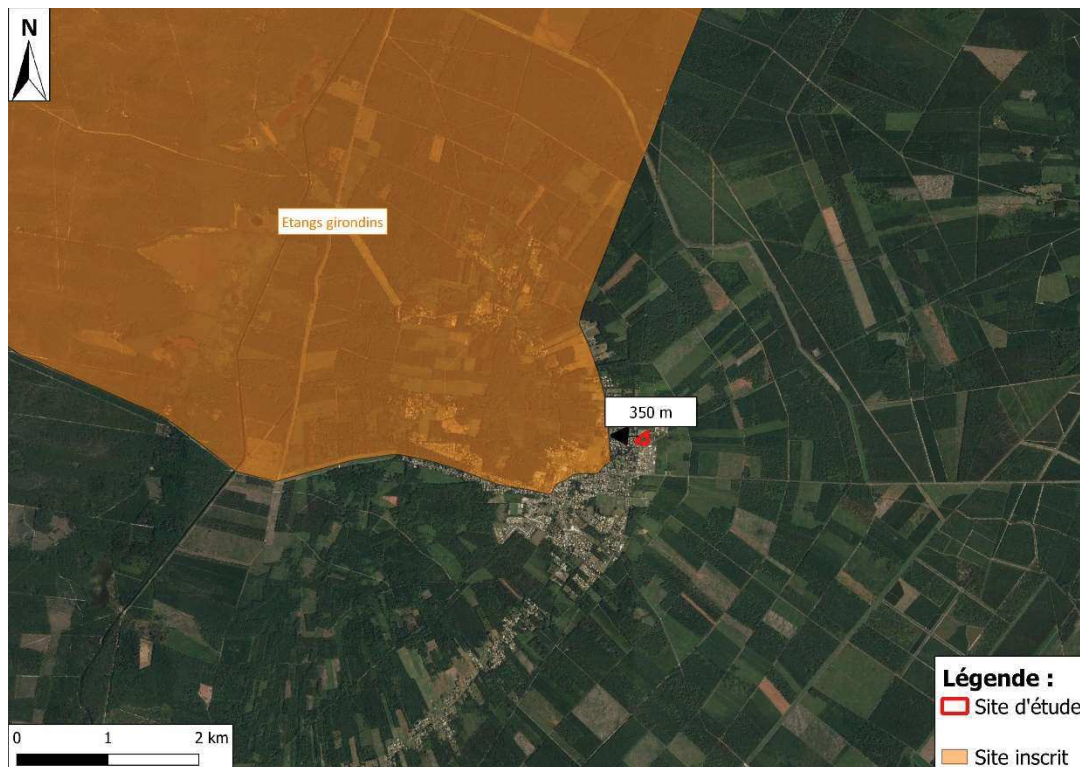 N
Etangs girondins
350 m
Légende :
Site d'étude
Site inscrit
0 1 2 km